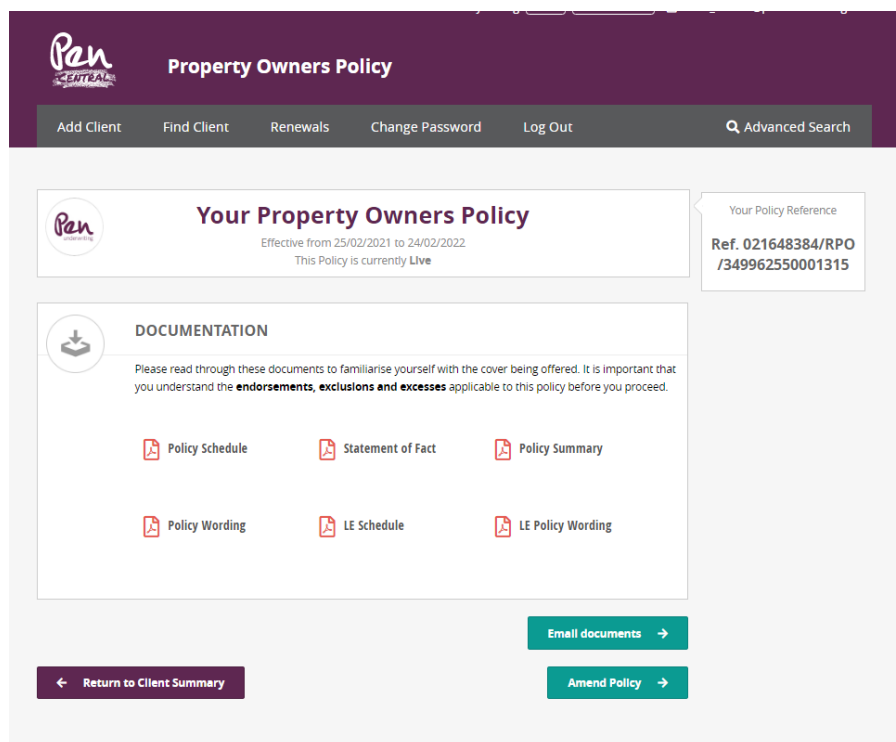 Pen
CENTRAL
Property Owners Policy
Add Client
Find Client
Renewals
Change Password
Log Out
Advanced Search
Pen
underwriting
Your Property Owners Policy
Effective from 25/02/2021 to 24/02/2022
This Policy is currently Live
Your Policy Reference
Ref. 021648384/RPO
/349962550001315
DOCUMENTATION
Please read through these documents to familiarise yourself with the cover being offered. It is important that
you understand the endorsements, exclusions and excesses applicable to this policy before you proceed.
Policy Schedule
Statement of Fact
Policy Summary
Policy Wording
LE Schedule
LE Policy Wording
Email documents
Return to Client Summary
Amend Policy